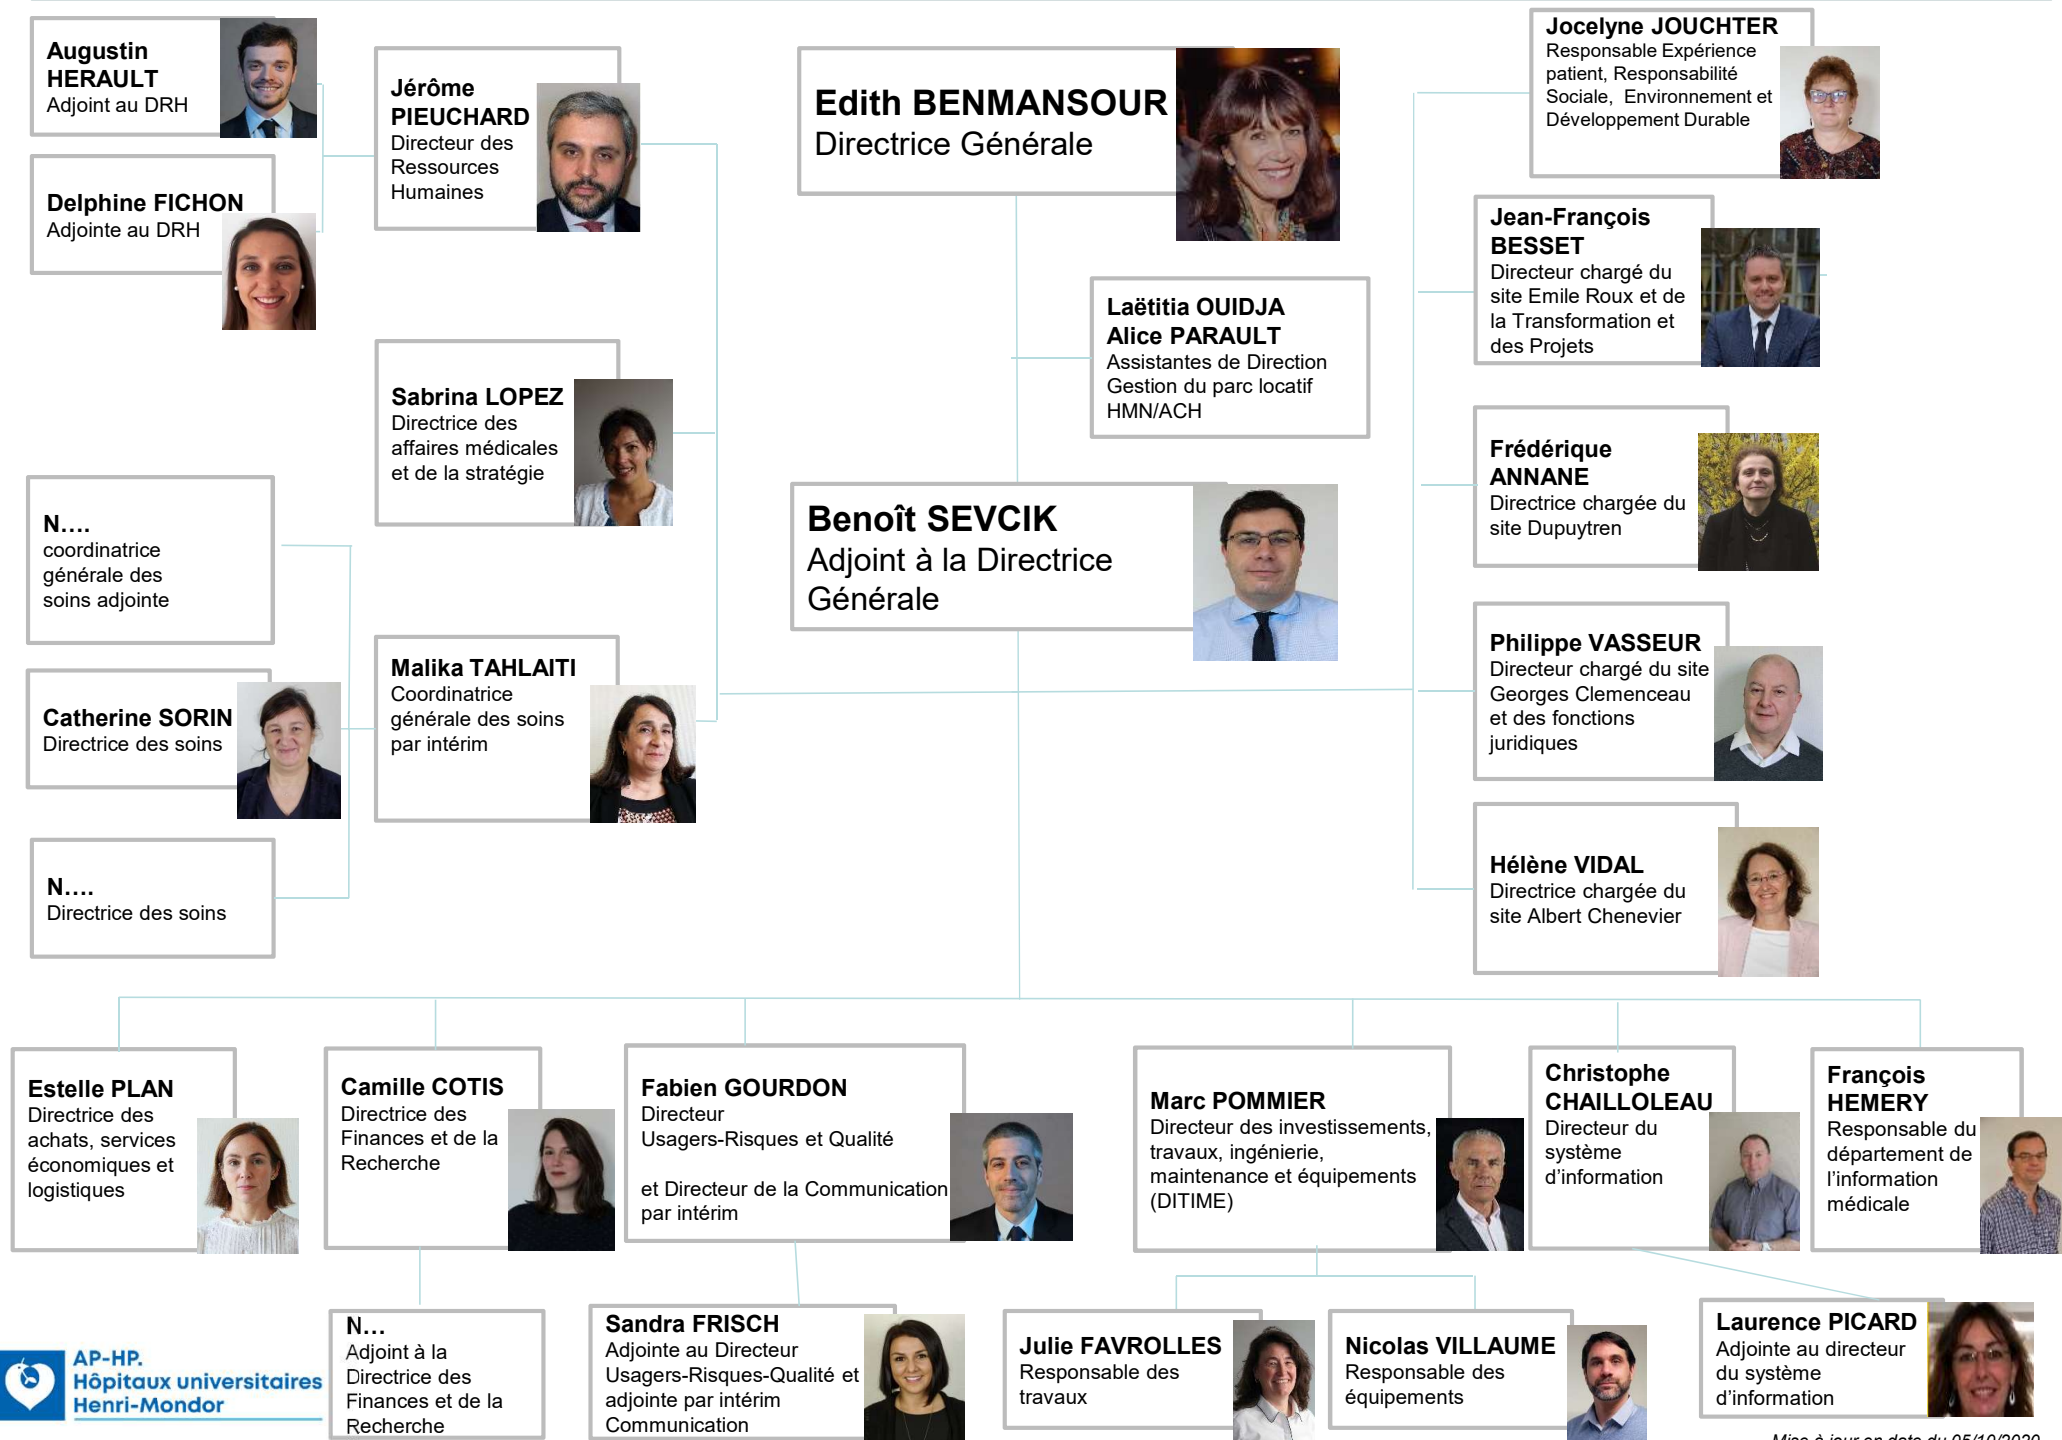 Augustin
HERAULT
Adjoint au DRH
Delphine FICHON
Adjointe au DRH
Jérôme
PIEUCHARD
Directeur des
Ressources
Humaines
Edith BENMANSOUR
Directrice Générale
Jocelyne JOUCHTER
Responsable Expérience
patient, Responsabilité
Sociale, Environnement et
Développement Durable
Jean-François
BESSET
Directeur chargé du
site Emile Roux et de
la Transformation et
des Projets
Laëtitia OUIDJA
Alice PARAULT
Assistantes de Direction
Gestion du parc locatif
HMN/ACH
Sabrina LOPEZ
Directrice des
affaires médicales
et de la stratégie
Frédérique
ANNANE
Directrice chargée du
site Dupuytren
N....
coordinatrice
générale des
soins adjointe
Benoît SEVCIK
Adjoint à la Directrice
Générale
Malika TAHLAITI
Coordinatrice
générale des soins
par intérim
Catherine SORIN
Directrice des soins
Philippe VASSEUR
Directeur chargé du site
Georges Clemenceau
et des fonctions
juridiques
N....
Directrice des soins
Hélène VIDAL
Directrice chargée du
site Albert Chenevier
Estelle PLAN
Directrice des
achats, services
économiques et
logistiques
Camille COTIS
Directrice des
Finances et de la
Recherche
Fabien GOURDON
Directeur
Usagers-Risques et Qualité
et Directeur de la Communication
par intérim
Marc POMMIER
Directeur des investissements,
travaux, ingénierie,
maintenance et équipements
(DITIME)
Christophe
CHAILLOLEAU
Directeur du
système
d'information
François
HEMERY
Responsable du
département de
l'information
médicale
N...
Adjoint à la
Directrice des
Finances et de la
Recherche
Sandra FRISCH
Adjointe au Directeur
Usagers-Risques-Qualité et
adjointe par intérim
Communication
Julie FAVROLLES
Responsable des
travaux
Nicolas VILLAUME
Responsable des
équipements
Laurence PICARD
Adjointe au directeur
du système
d'information
AP-HP.
Hôpitaux universitaires
Henri-Mondor
Mise à jour en date du 05/10/2020